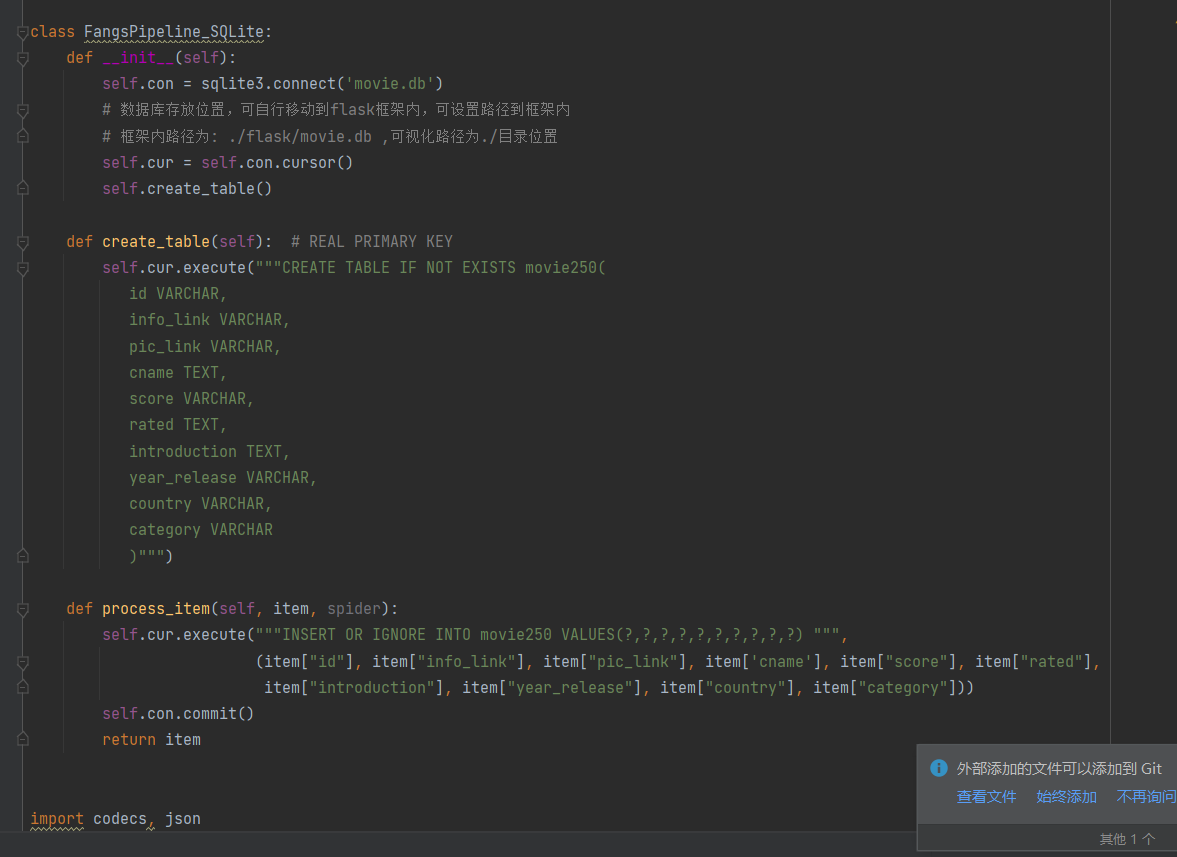 class FangsPipeline_SQLite:
def __init__(self):
self.con = sqlite3.connect('movie.db')
# 数据库存放位置，可自行移动到flask框架内，可设置路径到框架内
# 框架内路径为: ./flask/movie.db ,可视化路径为./目录位置
self.cur = self.con.cursor()
self.create_table()
def create_table(self):  # REAL PRIMARY KEY
self.cur.execute("""CREATE TABLE IF NOT EXISTS movie250(
id VARCHAR,
info_link VARCHAR,
pic_link VARCHAR,
cname TEXT,
score VARCHAR,
rated TEXT,
introduction TEXT,
year_release VARCHAR,
country VARCHAR,
category VARCHAR
)""")
def process_item(self, item, spider):
self.cur.execute("""INSERT OR IGNORE INTO movie250 VALUES(?,?,?,?,?,?,?,?,?,?) """,
(item["id"], item["info_link"], item["pic_link"], item['cname'], item["score"], item["rated"],
item["introduction"], item["year_release"], item["country"], item["category"]))
self.con.commit()
return item
import codecs, json
外部添加的文件可以添加到 Git
查看文件 始终添加 不再询问
其他 1 个